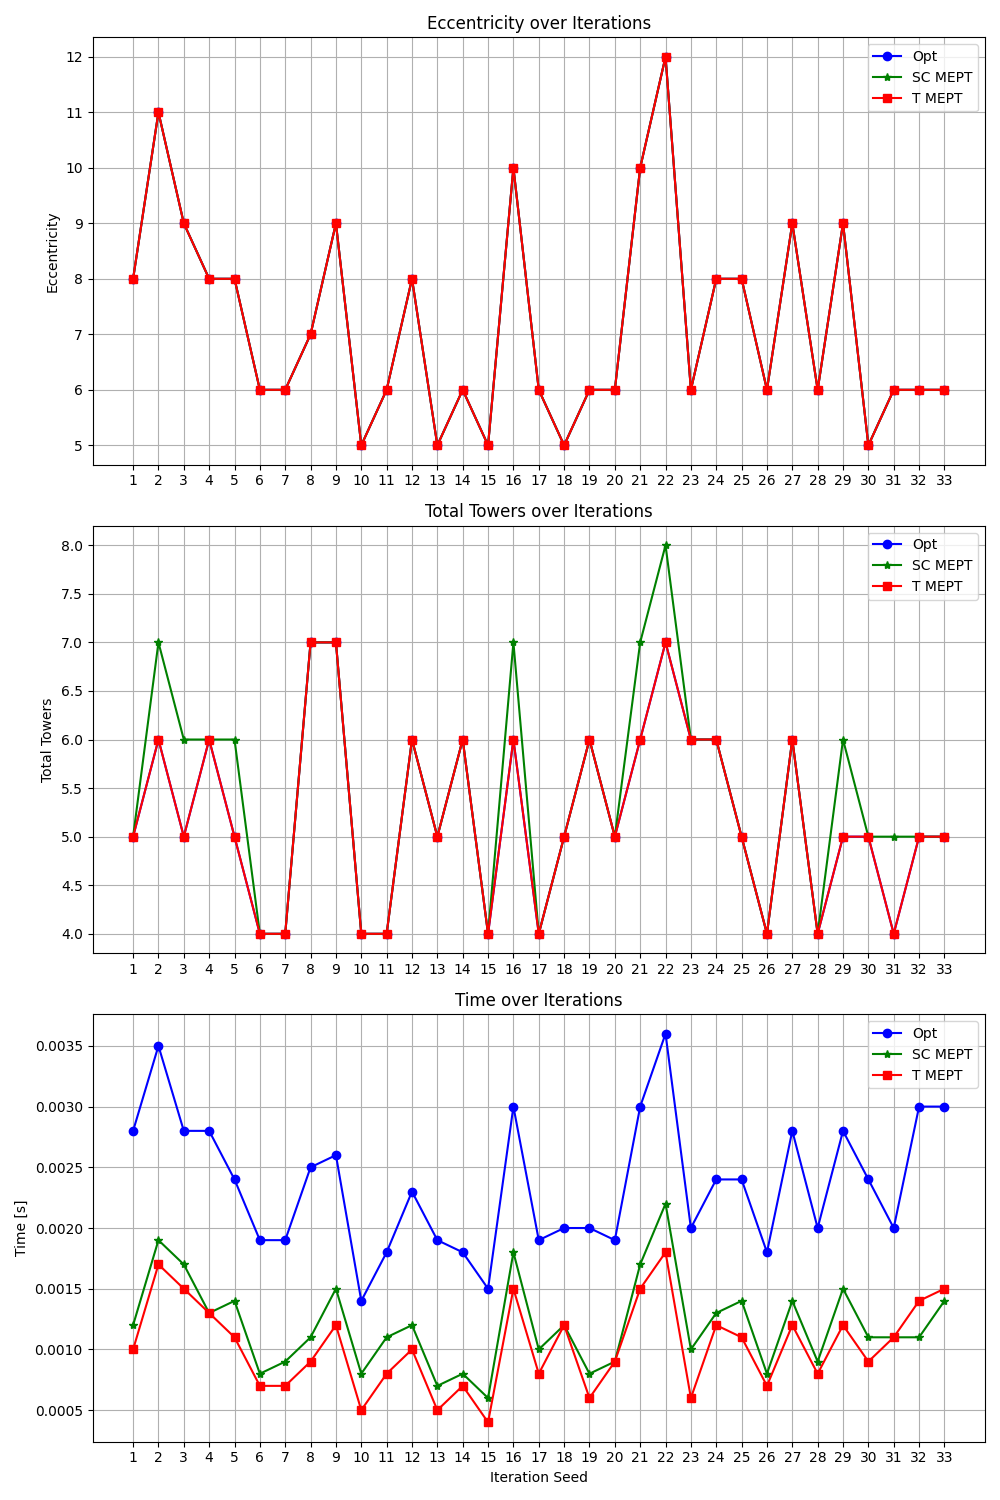 Eccentricity over Iterations
Opt
SC MEPT
T MEPT
Eccentricity
12
11
10
9
8
7
6
5
1 2 3 4 5 6 7 8 9 10 11 12 13 14 15 16 17 18 19 20 21 22 23 24 25 26 27 28 29 30 31 32 33
Total Towers over Iterations
Opt
SC MEPT
T MEPT
Total Towers
8.0
7.5
7.0
6.5
6.0
5.5
5.0
4.5
4.0
1 2 3 4 5 6 7 8 9 10 11 12 13 14 15 16 17 18 19 20 21 22 23 24 25 26 27 28 29 30 31 32 33
Time over Iterations
Opt
SC MEPT
T MEPT
Time [s]
0.0035
0.0030
0.0025
0.0020
0.0015
0.0010
0.0005
1 2 3 4 5 6 7 8 9 10 11 12 13 14 15 16 17 18 19 20 21 22 23 24 25 26 27 28 29 30 31 32 33
Iteration Seed